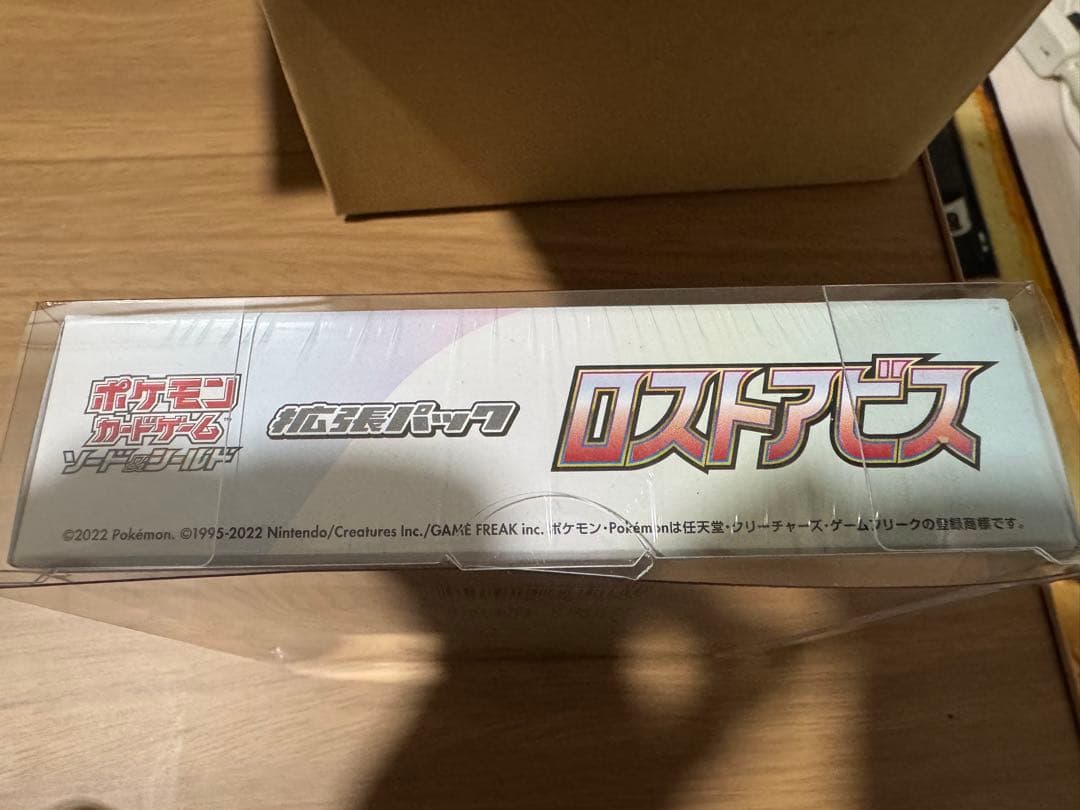 ポケモン
カードゲーム™
ソード&シールド
拡張パック
ロストアビス
©2022 Pokémon. ©1995-2022 Nintendo/Creatures Inc./GAME FREAK inc. ポケモン・Pokémonは任天堂・クリーチャーズ・ゲームフリークの登録商標です。